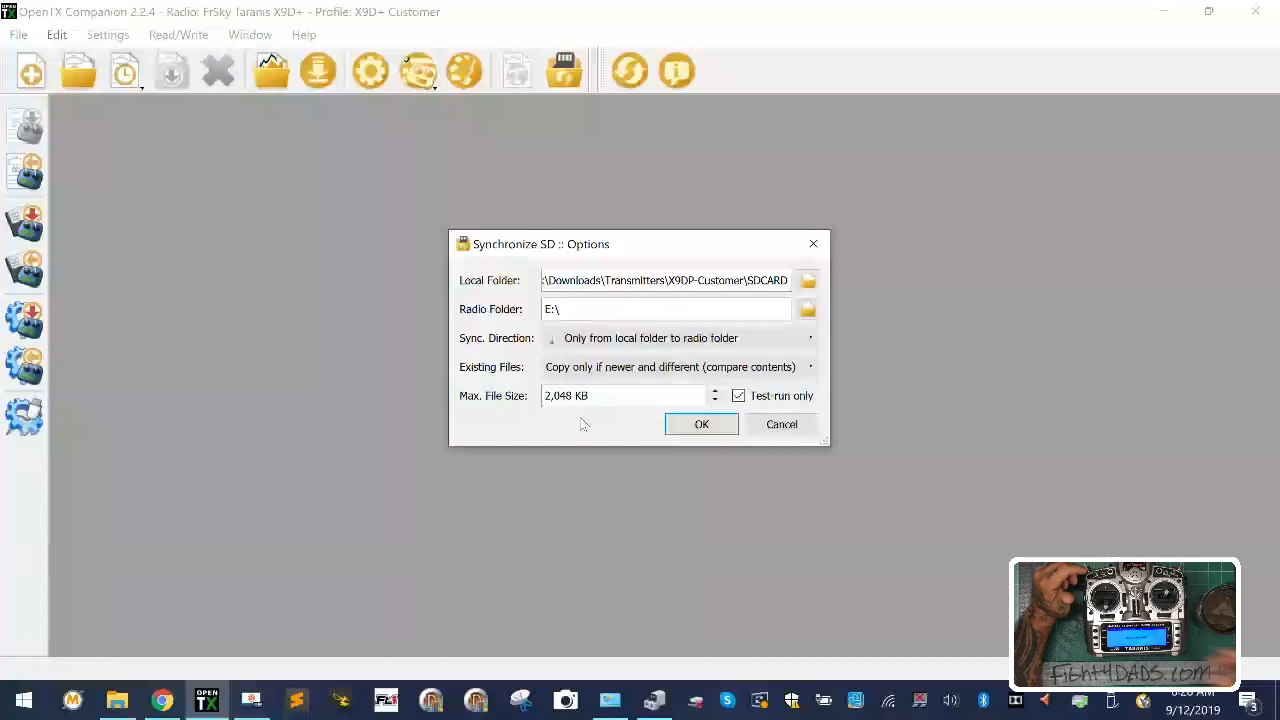 OpenTX Companion 2.2.4 - Radio: FrSky Taranis X9D+ - Profile: X9D+ Customer
File Edit Settings Read/Write Window Help
Synchronize SD :: Options
Local Folder: \Downloads\Transmitters\X9DP-Customer\SDCARD
Radio Folder: E:\
Sync. Direction: Only from local folder to radio folder
Existing Files: Copy only if newer and different (compare contents)
Max. File Size: 2,048 KB Test-run only
OK Cancel
TARANIS
Fight4DADS.com
OPEN TX
9/12/2019